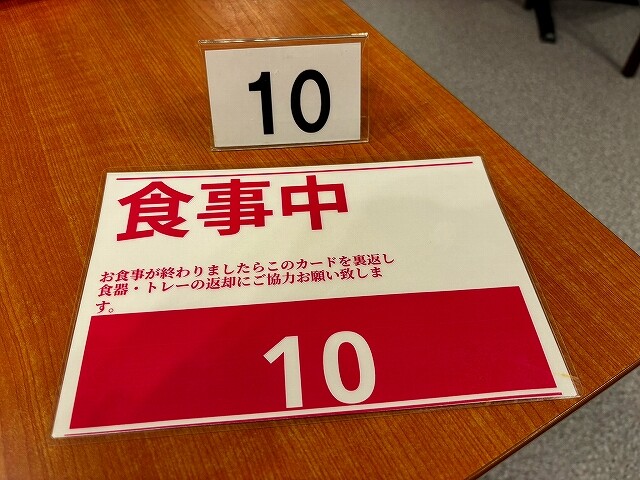 10
食事中
お食事が終わりましたらこのカードを裏返し
食器・トレーの返却にご協力お願い致しま
す。
10